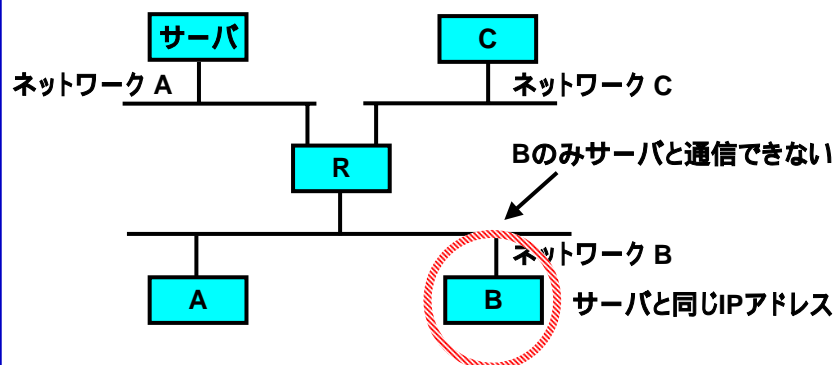 サーバ
C
ネットワーク A
ネットワーク C
R
Bのみサーバと通信できない
ネットワーク B
A
B
サーバと同じIPアドレス